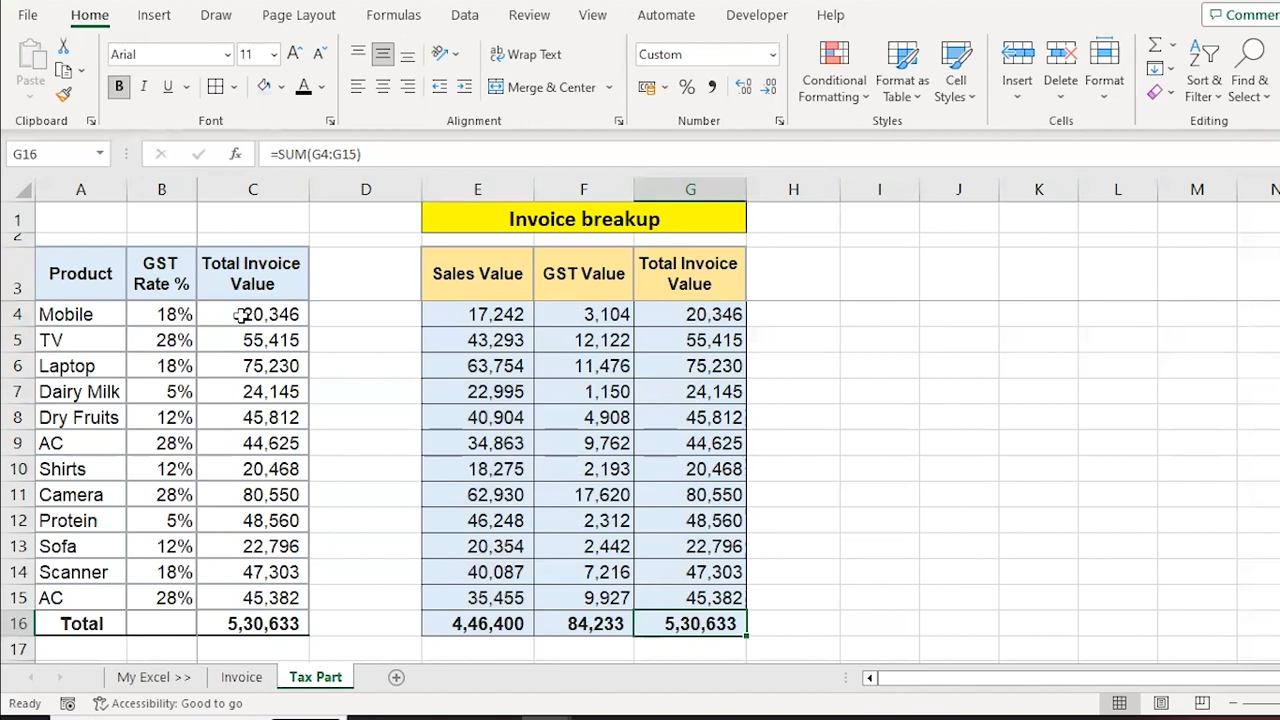 File Home Insert Draw Page Layout Formulas Data Review View Automate Developer Help
Arial 11 Wrap Text Custom
Paste B I U Merge & Center % Conditional Formatting Format as Table Cell Styles Insert Delete Format Sort & Filter Find & Select
Clipboard Font Alignment Number Styles Cells Editing
G16 fx =SUM(G4:G15)
A B C D E F G H I J K L M N
1 Invoice breakup
2
3 Product GST Rate % Total Invoice Value Sales Value GST Value Total Invoice Value
4 Mobile 18% 20,346 17,242 3,104 20,346
5 TV 28% 55,415 43,293 12,122 55,415
6 Laptop 18% 75,230 63,754 11,476 75,230
7 Dairy Milk 5% 24,145 22,995 1,150 24,145
8 Dry Fruits 12% 45,812 40,904 4,908 45,812
9 AC 28% 44,625 34,863 9,762 44,625
10 Shirts 12% 20,468 18,275 2,193 20,468
11 Camera 28% 80,550 62,930 17,620 80,550
12 Protein 5% 48,560 46,248 2,312 48,560
13 Sofa 12% 22,796 20,354 2,442 22,796
14 Scanner 18% 47,303 40,087 7,216 47,303
15 AC 28% 45,382 35,455 9,927 45,382
16 Total 5,30,633 4,46,400 84,233 5,30,633
17
My Excel >> Invoice Tax Part
Ready Accessibility: Good to go